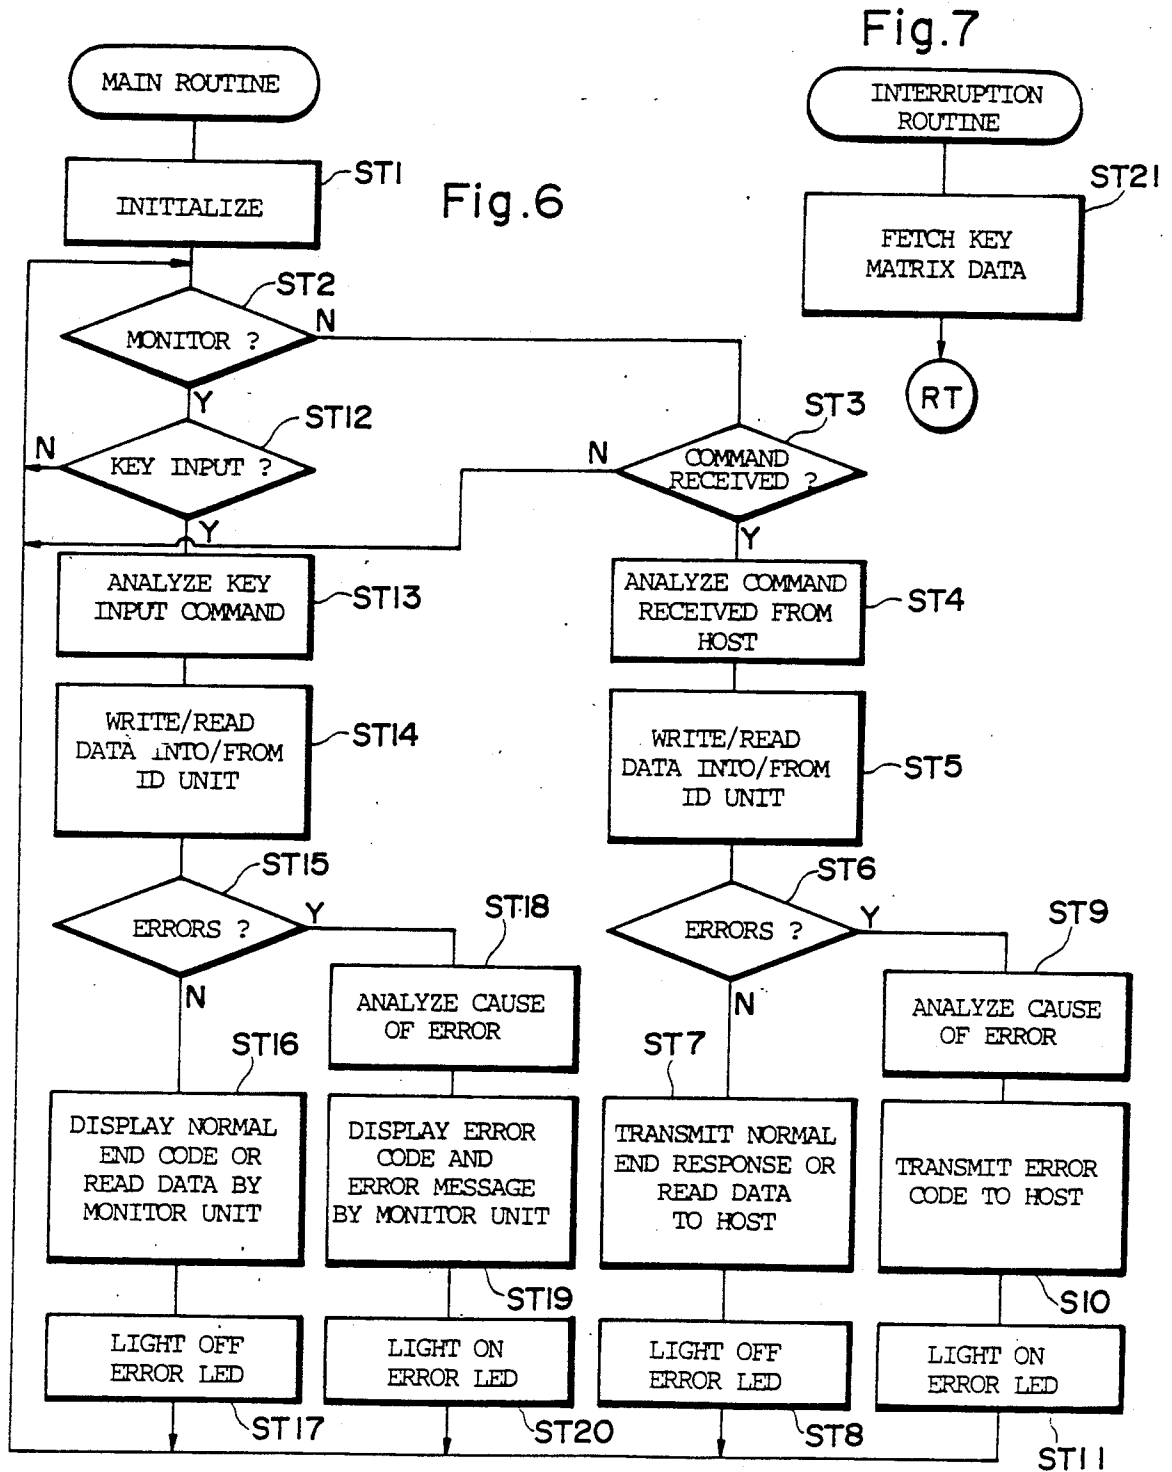 Fig.7
MAIN ROUTINE
INTERRUPTION
ROUTINE
ST1
INITIALIZE
Fig.6
ST21
FETCH KEY
MATRIX DATA
ST2
MONITOR ?
N
Y
RT
ST12
KEY INPUT ?
N
Y
ST3
COMMAND
RECEIVED ?
N
Y
ANALYZE KEY
INPUT COMMAND
ST13
ANALYZE COMMAND
RECEIVED FROM
HOST
ST4
WRITE/READ
DATA INTO/FROM
ID UNIT
ST14
WRITE/READ
DATA INTO/FROM
ID UNIT
ST5
ST15
ERRORS ?
Y
N
ST18
ANALYZE CAUSE
OF ERROR
ST6
ERRORS ?
Y
N
ST9
ANALYZE CAUSE
OF ERROR
ST16
DISPLAY NORMAL
END CODE OR
READ DATA BY
MONITOR UNIT
DISPLAY ERROR
CODE AND
ERROR MESSAGE
BY MONITOR UNIT
ST19
ST7
TRANSMIT NORMAL
END RESPONSE OR
READ DATA
TO HOST
TRANSMIT ERROR
CODE TO HOST
S10
LIGHT OFF
ERROR LED
ST17
LIGHT ON
ERROR LED
ST20
LIGHT OFF
ERROR LED
ST8
LIGHT ON
ERROR LED
ST11